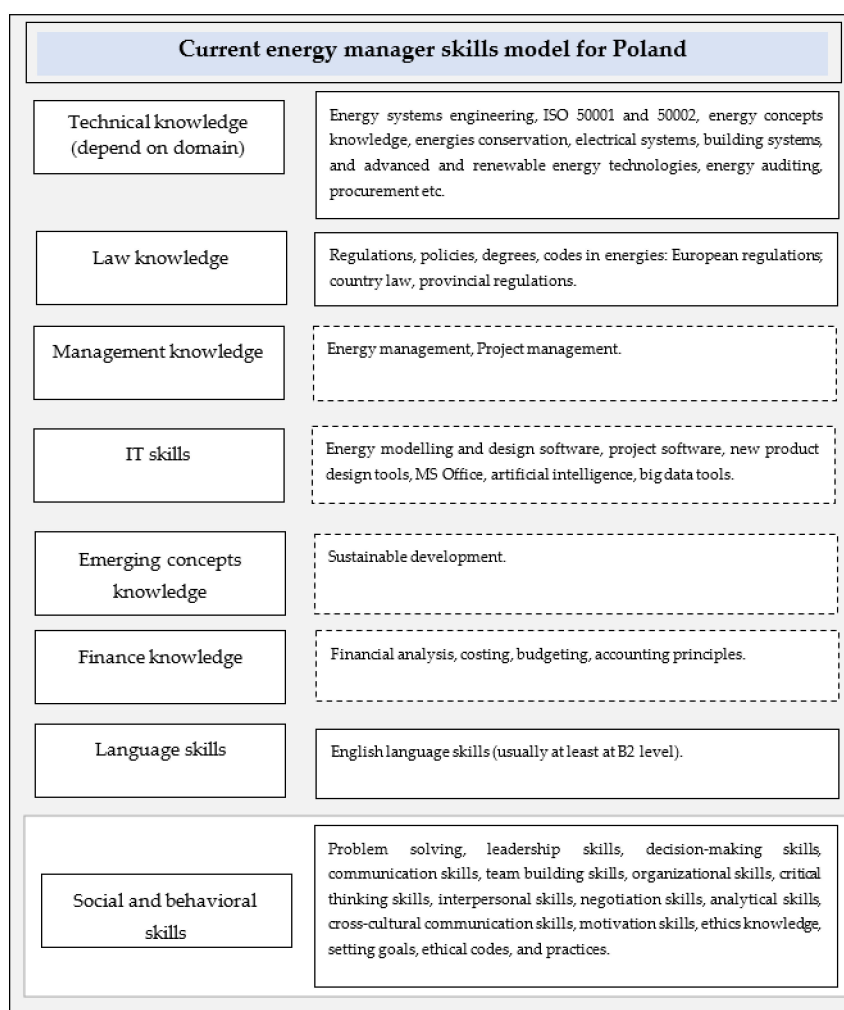 Current energy manager skills model for Poland
Technical knowledge
(depend on domain)
Energy systems engineering, ISO 50001 and 50002, energy concepts
knowledge, energies conservation, electrical systems, building systems,
and advanced and renewable energy technologies, energy auditing,
procurement etc.
Law knowledge
Regulations, policies, degrees, codes in energies: European regulations;
country law, provincial regulations.
Management knowledge
Energy management, Project management.
IT skills
Energy modelling and design software, project software, new product
design tools, MS Office, artificial intelligence, big data tools.
Emerging concepts
knowledge
Sustainable development.
Finance knowledge
Financial analysis, costing, budgeting, accounting principles.
Language skills
English language skills (usually at least at B2 level).
Social and behavioral
skills
Problem solving, leadership skills, decision-making skills,
communication skills, team building skills, organizational skills, critical
thinking skills, interpersonal skills, negotiation skills, analytical skills,
cross-cultural communication skills, motivation skills, ethics knowledge,
setting goals, ethical codes, and practices.